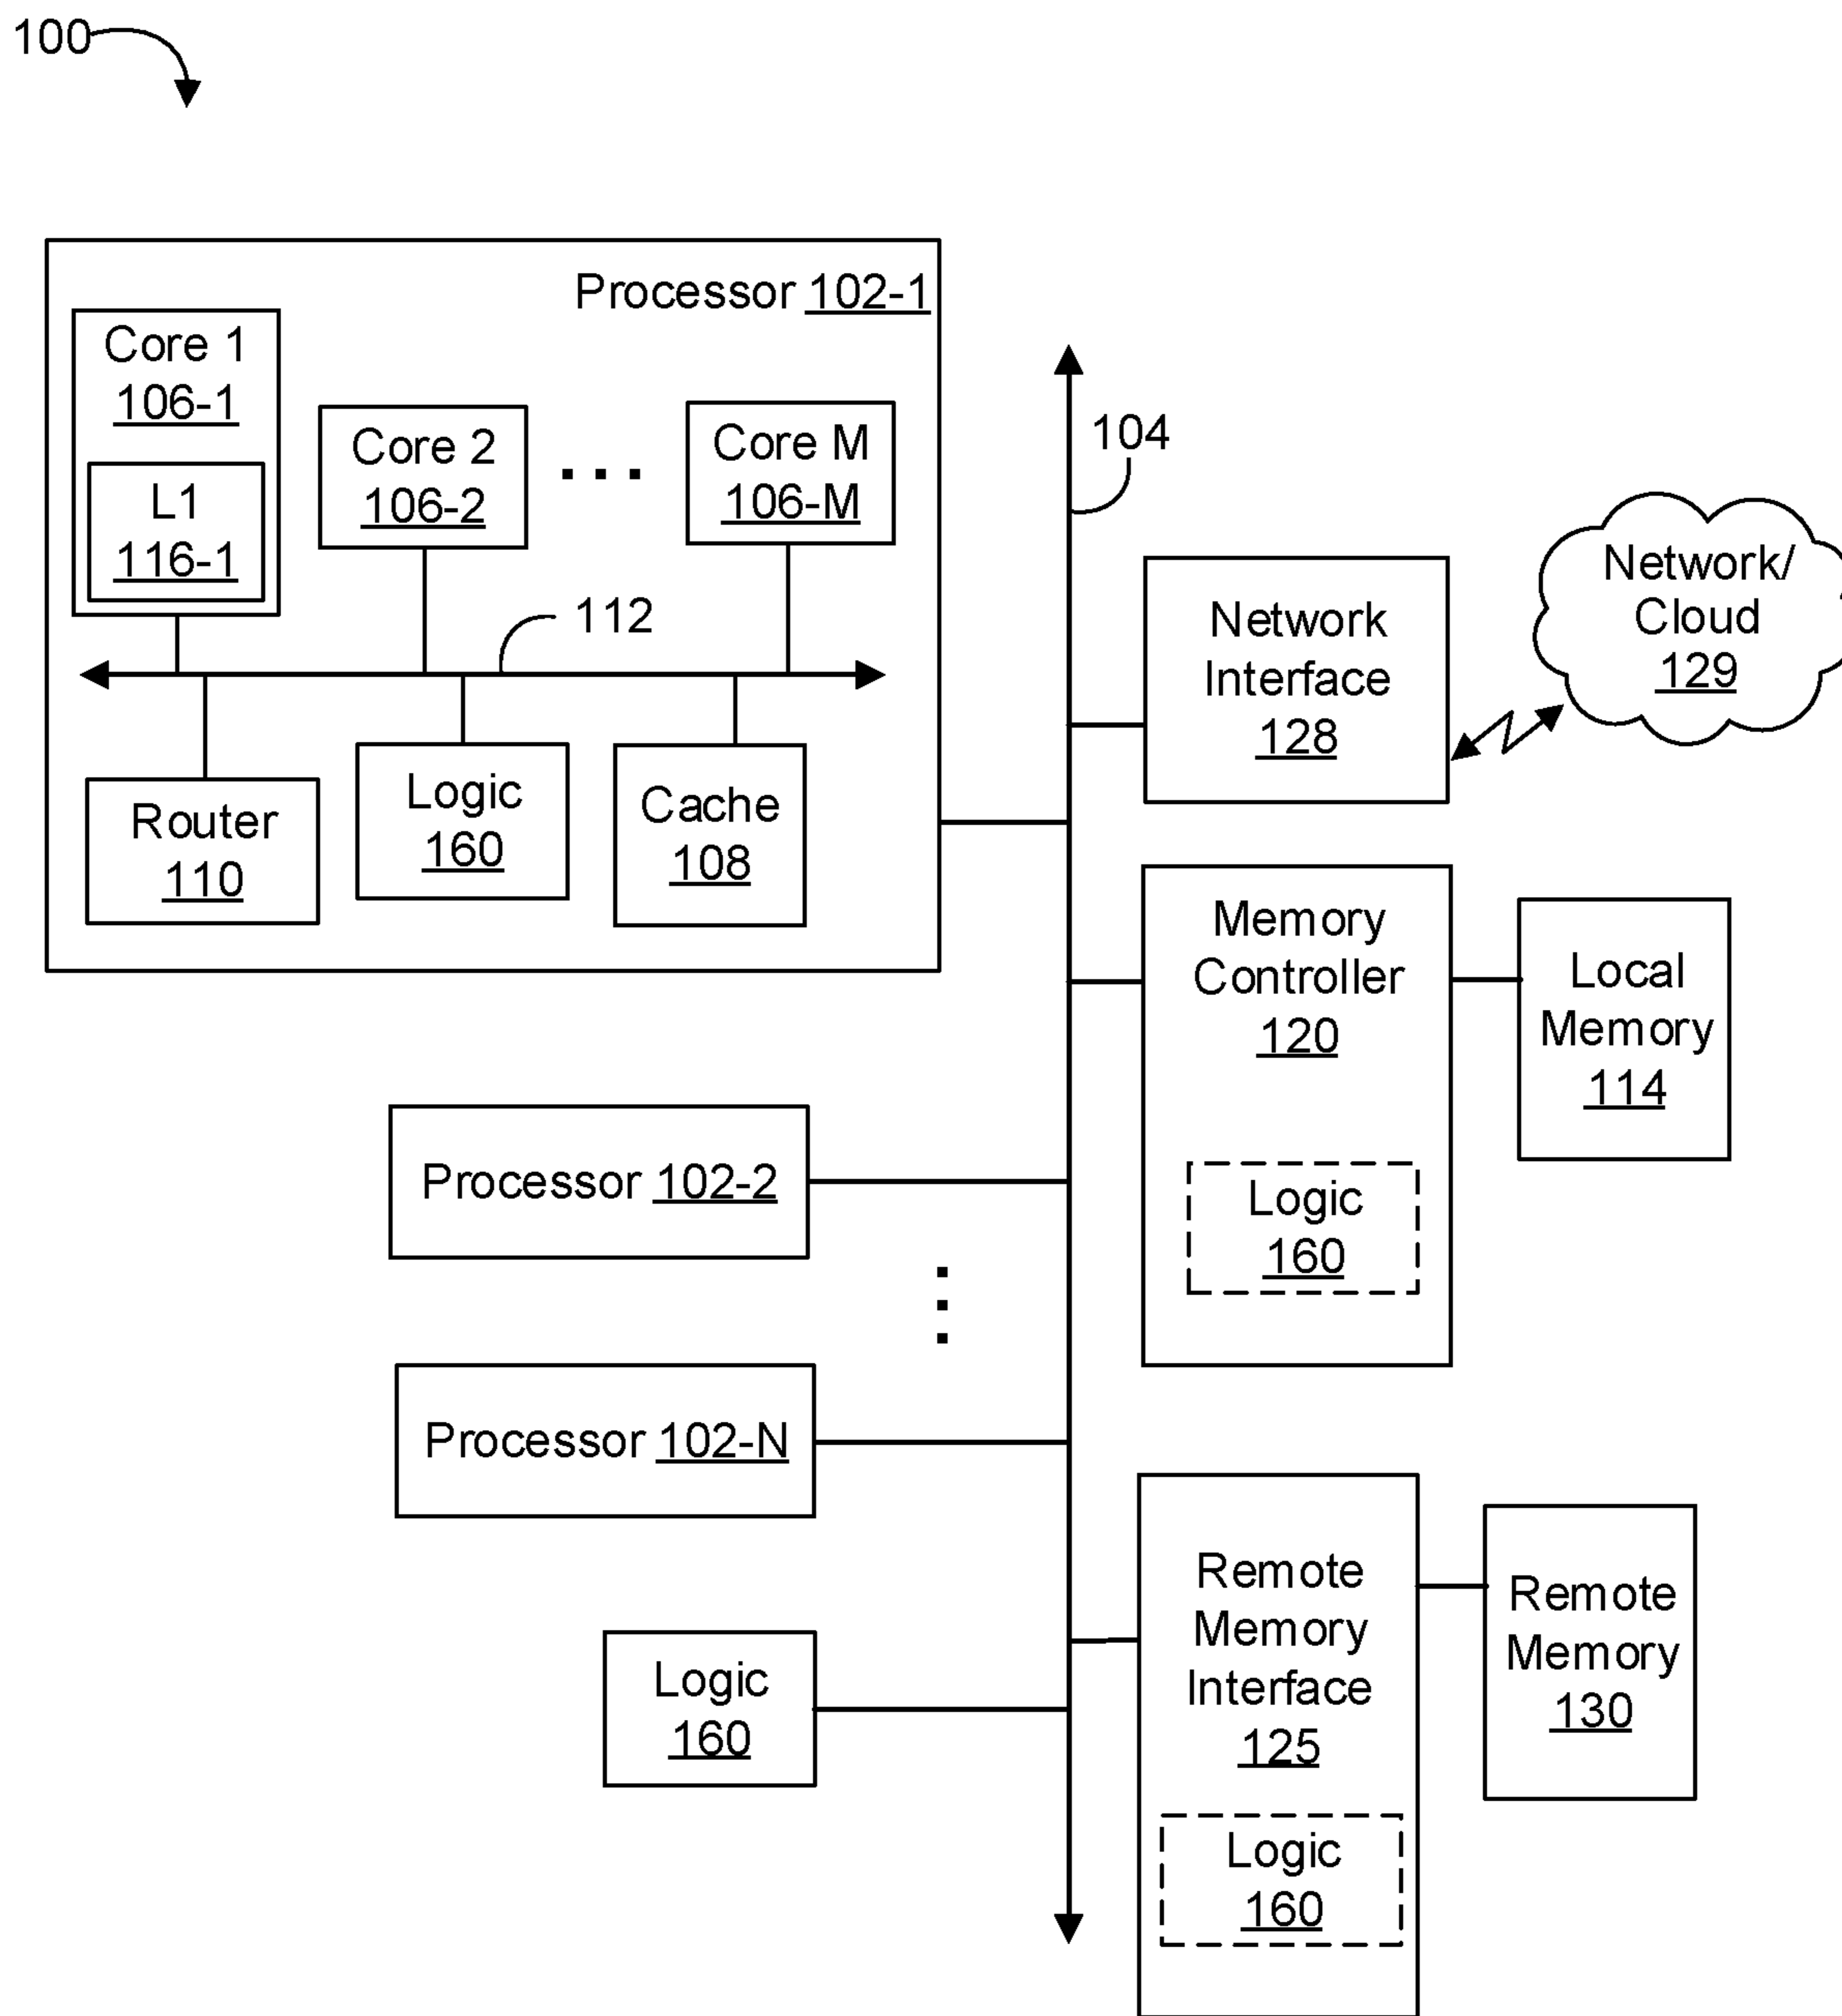 100
Processor 102-1
Core 1
106-1
L1
116-1
Core 2
106-2
...
Core M
106-M
112
Router
110
Logic
160
Cache
108
104
Network
Interface
128
Network/
Cloud
129
Memory
Controller
120
Logic
160
Local
Memory
114
Processor 102-2
Processor 102-N
Logic
160
Remote
Memory
Interface
125
Logic
160
Remote
Memory
130